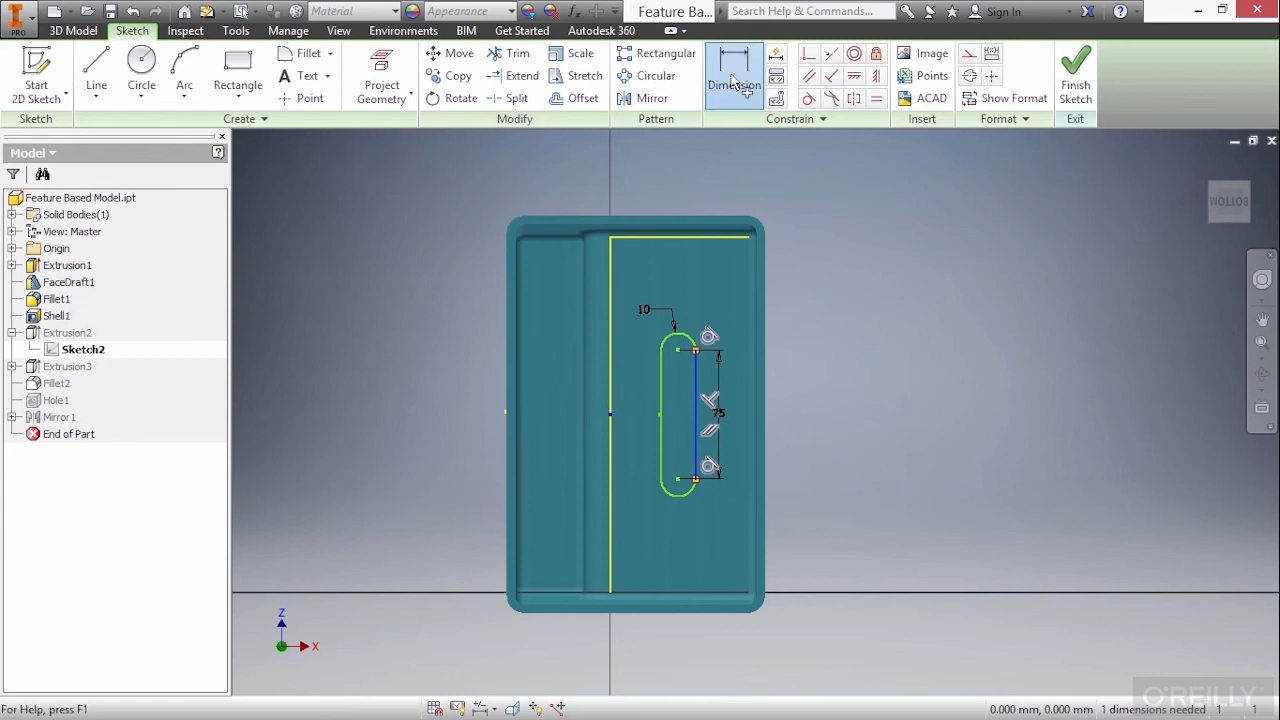 Material
Appearance
Feature Ba...
Search Help & Commands...
Sign In
PRO
3D Model
Sketch
Inspect
Tools
Manage
View
Environments
BIM
Get Started
Autodesk 360
Start
2D Sketch
Line
Circle
Arc
Rectangle
Fillet
Text
Point
Project
Geometry
Move
Copy
Rotate
Trim
Extend
Split
Scale
Stretch
Offset
Rectangular
Circular
Mirror
Dimension
Image
Points
ACAD
Show Format
Finish
Sketch
Sketch
Create
Modify
Pattern
Constrain
Insert
Format
Exit
Model
Feature Based Model.ipt
Solid Bodies(1)
View: Master
Origin
Extrusion1
FaceDraft1
Fillet1
Shell1
Extrusion2
Sketch2
Extrusion3
Fillet2
Hole1
Mirror1
End of Part
10
75
BOTTOM
Z
X
O'REILLY
For Help, press F1
0.000 mm, 0.000 mm
1 dimensions needed
1
1